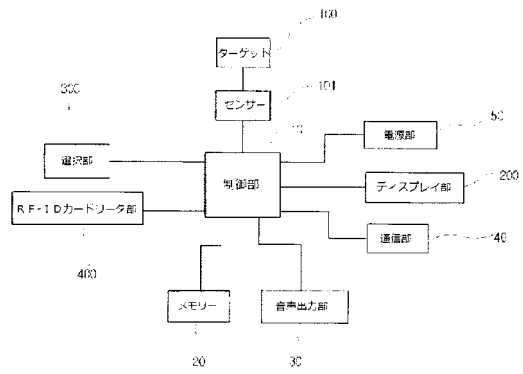 100
ターゲット
101
センサー
300
50
電源部
選択部
制御部
ディスプレイ部
200
RF-IDカードリーダ部
通信部
40
400
メモリー
音声出力部
20
30